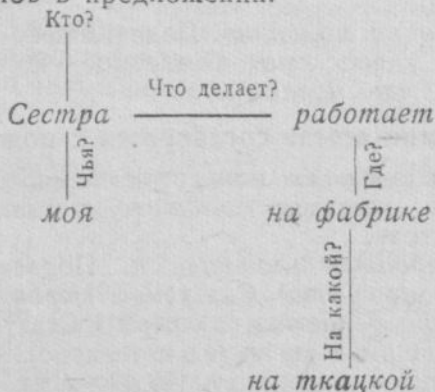 в предложении.
Кто?
Что делает?
Сестра работает
Чья? Где?
моя на фабрике
На какой?
на ткацкой